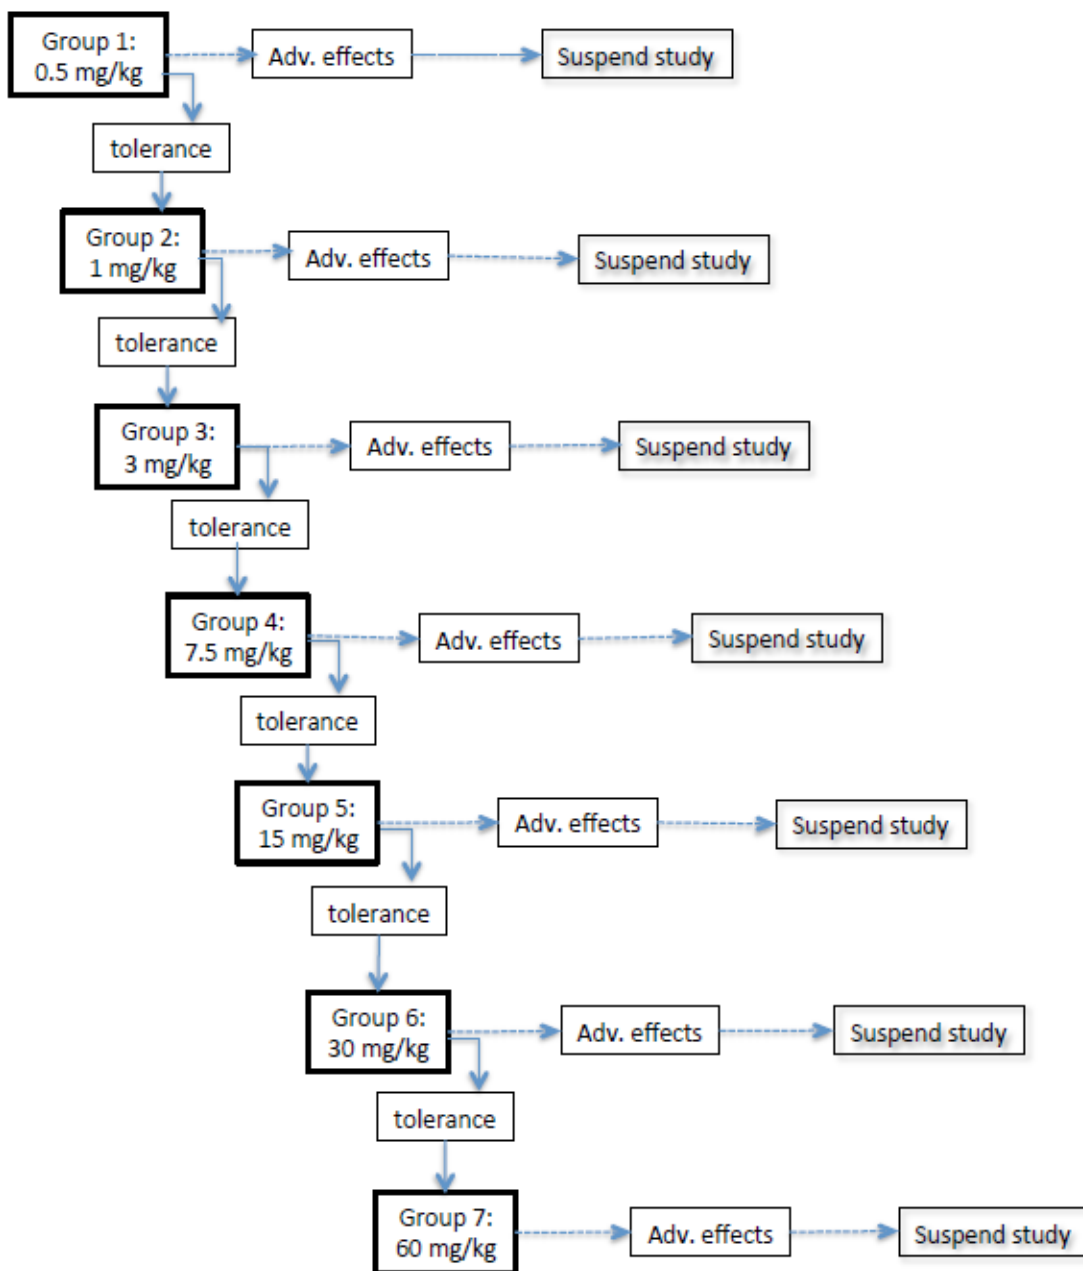 Group 1:
0.5 mg/kg
Adv. effects
Suspend study
tolerance
Group 2:
1 mg/kg
Adv. effects
Suspend study
tolerance
Group 3:
3 mg/kg
Adv. effects
Suspend study
tolerance
Group 4:
7.5 mg/kg
Adv. effects
Suspend study
tolerance
Group 5:
15 mg/kg
Adv. effects
Suspend study
tolerance
Group 6:
30 mg/kg
Adv. effects
Suspend study
tolerance
Group 7:
60 mg/kg
Adv. effects
Suspend study